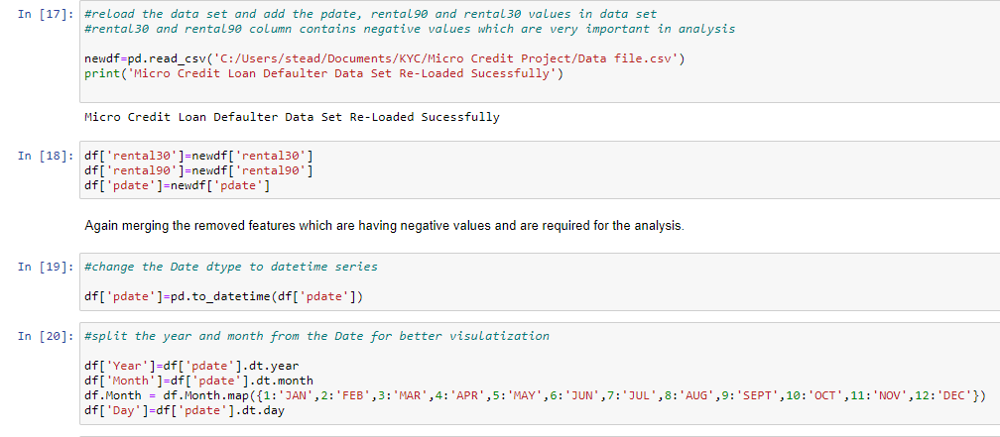 In [17]: #reload the data set and add the pdate, rental90 and rental30 values in data set
#rental30 and rental90 column contains negative values which are very important in analysis
newdf=pd.read_csv('C:/Users/stead/Documents/KYC/Micro Credit Project/Data file.csv')
print('Micro Credit Loan Defaulter Data Set Re-Loaded Sucessfully')
Micro Credit Loan Defaulter Data Set Re-Loaded Sucessfully
In [18]: df['rental30']=newdf['rental30']
df['rental90']=newdf['rental90']
df['pdate']=newdf['pdate']
Again merging the removed features which are having negative values and are required for the analysis.
In [19]: #change the Date dtype to datetime series
df['pdate']=pd.to_datetime(df['pdate'])
In [20]: #split the year and month from the Date for better visulatization
df['Year']=df['pdate'].dt.year
df['Month']=df['pdate'].dt.month
df.Month = df.Month.map({1:'JAN',2:'FEB',3:'MAR',4:'APR',5:'MAY',6:'JUN',7:'JUL',8:'AUG',9:'SEPT',10:'OCT',11:'NOV',12:'DEC'})
df['Day']=df['pdate'].dt.day